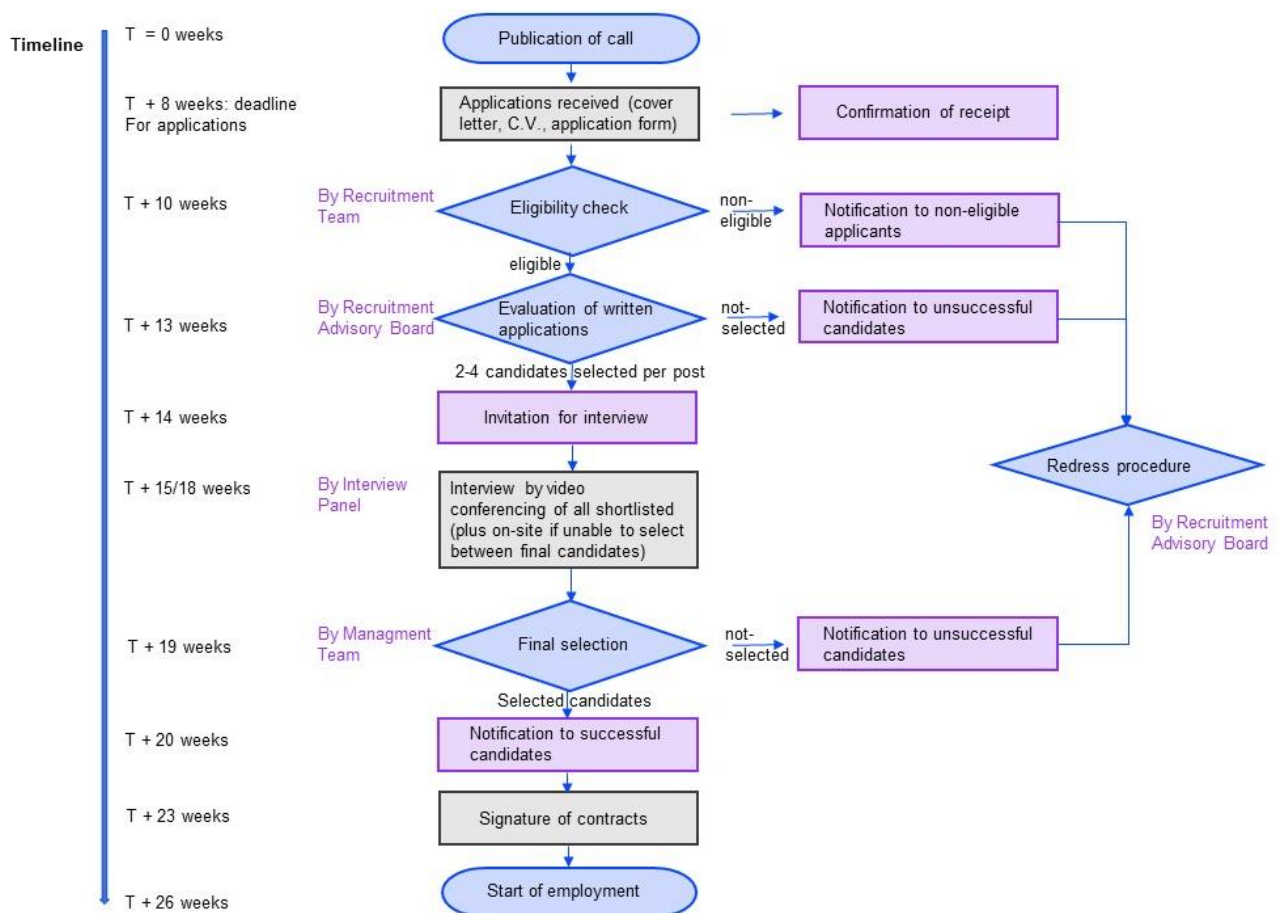 Timeline
T = 0 weeks
Publication of call
T + 8 weeks: deadline
For applications
Applications received (cover
letter, C.V., application form)
Confirmation of receipt
T + 10 weeks
By Recruitment
Team
Eligibility check
non-
eligible
Notification to non-eligible
applicants
eligible
T + 13 weeks
By Recruitment
Advisory Board
Evaluation of written
applications
not-
selected
Notification to unsuccessful
candidates
2-4 candidates selected per post
T + 14 weeks
Invitation for interview
Redress procedure
By Recruitment
Advisory Board
T + 15/18 weeks
By Interview
Panel
Interview by video
conferencing of all shortlisted
(plus on-site if unable to select
between final candidates)
T + 19 weeks
By Managment
Team
Final selection
not-
selected
Notification to unsuccessful
candidates
Selected candidates
T + 20 weeks
Notification to successful
candidates
T + 23 weeks
Signature of contracts
Start of employment
T + 26 weeks